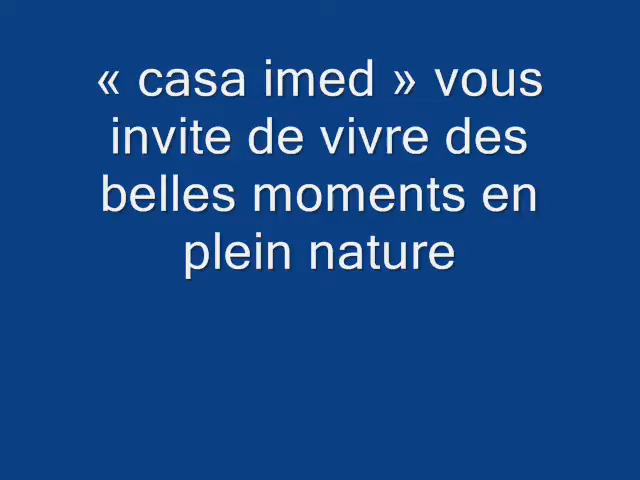 « casa imed » vous
invite de vivre des
belles moments en
plein nature